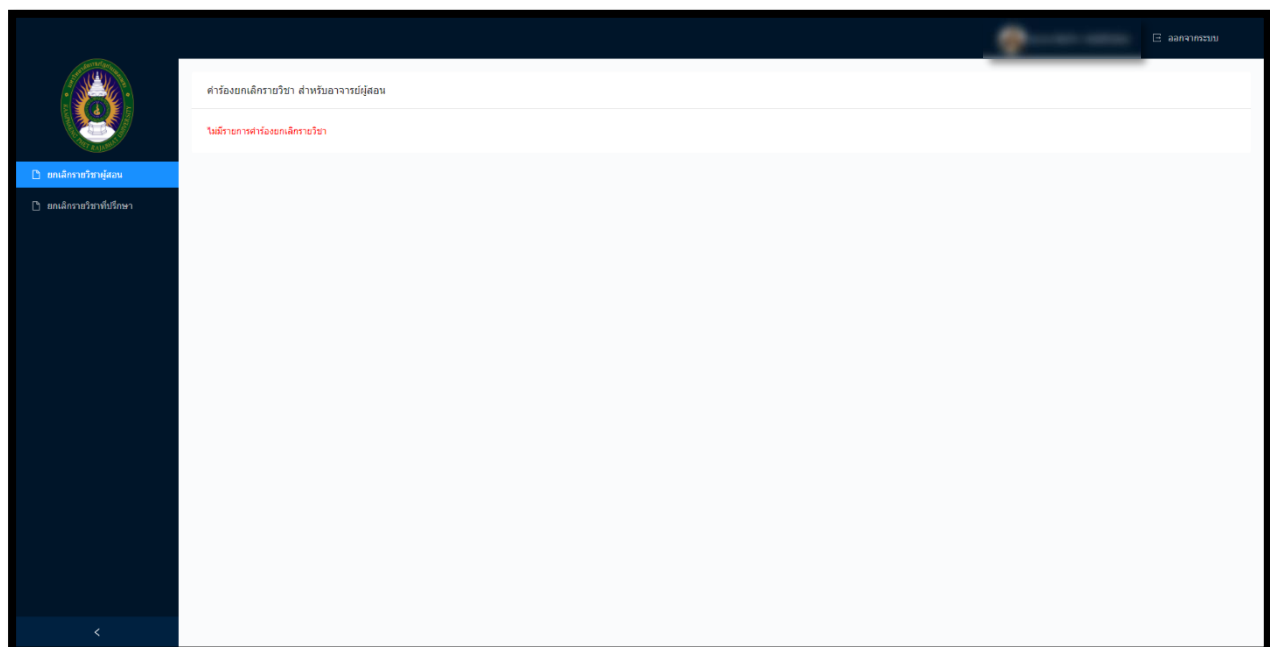 ออกจากระบบ
KAMPHAENG PHET RAJABHAT UNIVERSITY
คำร้องยกเลิกรายวิชา สำหรับอาจารย์ผู้สอน
ไม่มีรายการคำร้องยกเลิกรายวิชา
ยกเลิกรายวิชาผู้สอน
ยกเลิกรายวิชาที่ปรึกษา